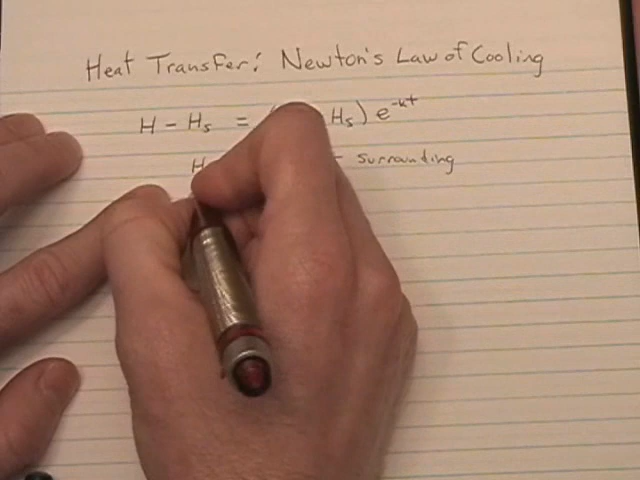 Heat Transfer: Newton's Law of Cooling
H - Hs = ( Hs) e^-kt
H - surrounding